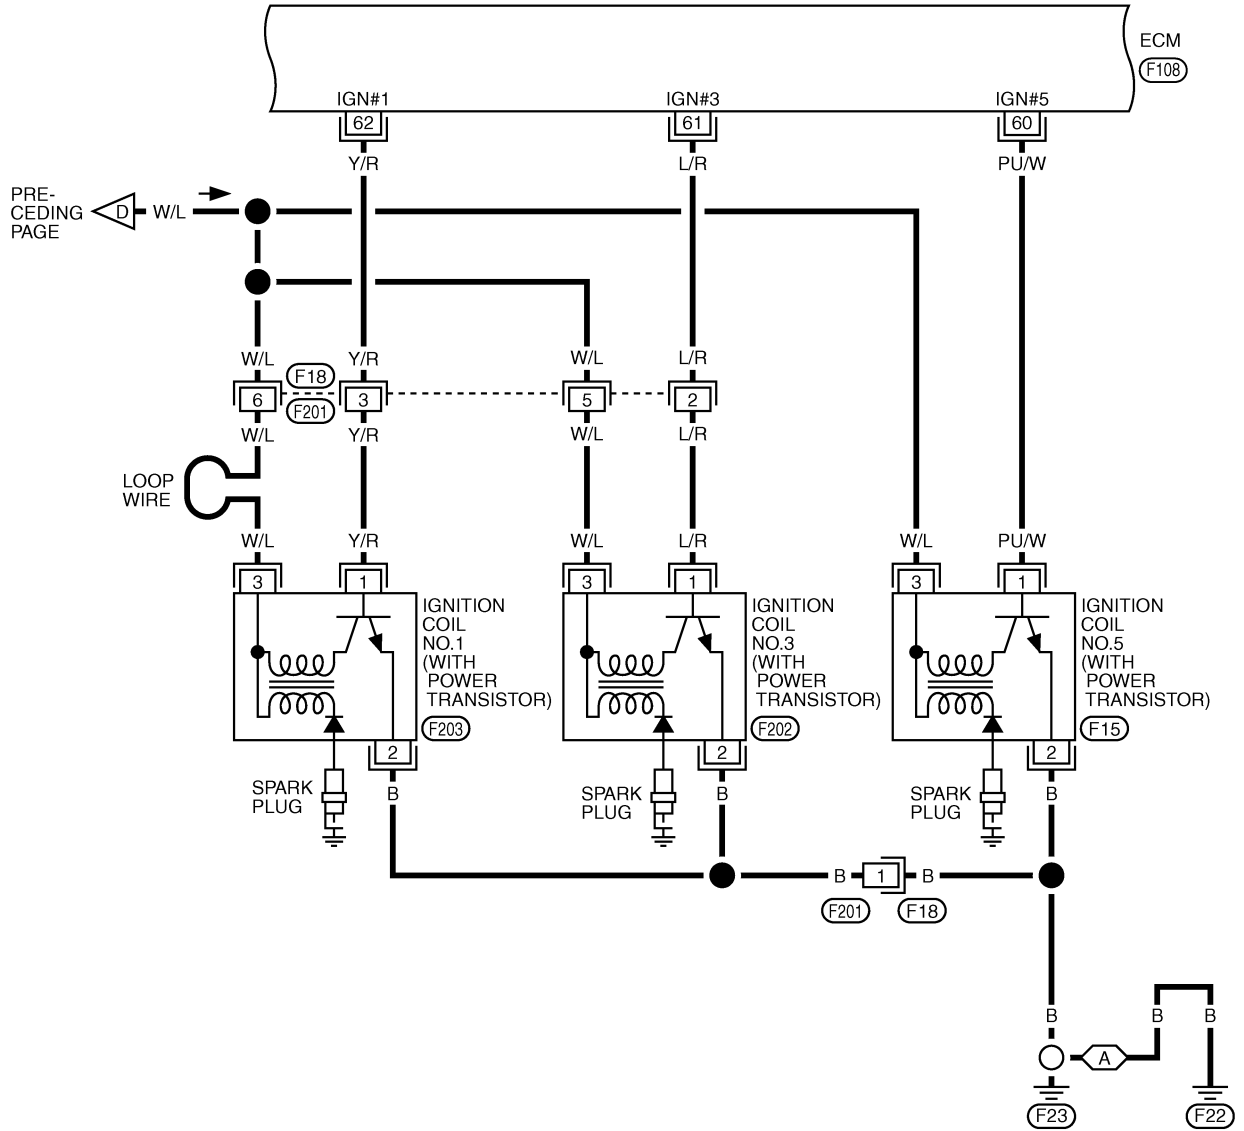 ECM
F108
IGN#1
IGN#3
IGN#5
62
61
60
Y/R
L/R
PU/W
PRE-
CEDING
PAGE
D
W/L
W/L
Y/R
W/L
L/R
F18
6
3
5
2
F201
W/L
Y/R
W/L
L/R
LOOP
WIRE
W/L
Y/R
W/L
L/R
W/L
PU/W
3
1
3
1
3
1
IGNITION
COIL
NO.1
(WITH
POWER
TRANSISTOR)
F203
IGNITION
COIL
NO.3
(WITH
POWER
TRANSISTOR)
F202
IGNITION
COIL
NO.5
(WITH
POWER
TRANSISTOR)
F15
2
2
2
SPARK
PLUG
B
SPARK
PLUG
B
SPARK
PLUG
B
B
1
B
F201
F18
B
B
B
A
F23
F22